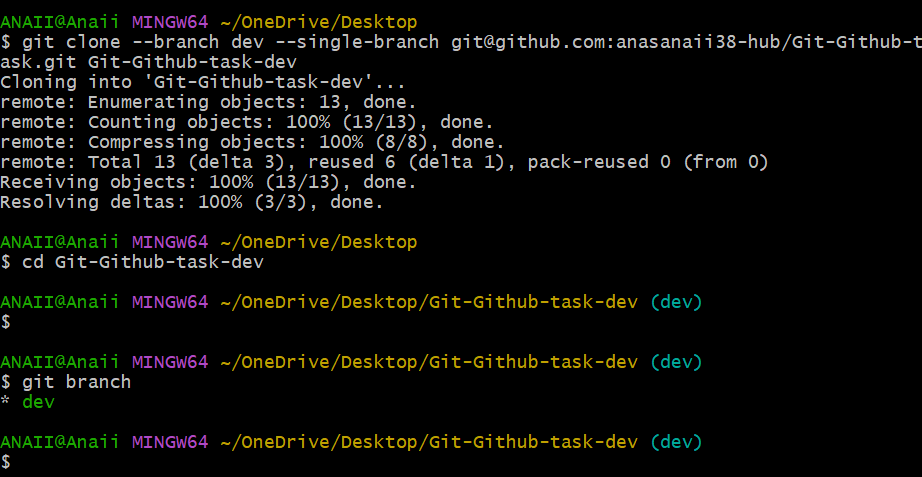 ANAII@Anaii MINGW64 ~/OneDrive/Desktop
$ git clone --branch dev --single-branch git@github.com:anasanaii38-hub/Git-Github-t
ask.git Git-Github-task-dev
Cloning into 'Git-Github-task-dev'...
remote: Enumerating objects: 13, done.
remote: Counting objects: 100% (13/13), done.
remote: Compressing objects: 100% (8/8), done.
remote: Total 13 (delta 3), reused 6 (delta 1), pack-reused 0 (from 0)
Receiving objects: 100% (13/13), done.
Resolving deltas: 100% (3/3), done.
ANAII@Anaii MINGW64 ~/OneDrive/Desktop
$ cd Git-Github-task-dev
ANAII@Anaii MINGW64 ~/OneDrive/Desktop/Git-Github-task-dev (dev)
$
ANAII@Anaii MINGW64 ~/OneDrive/Desktop/Git-Github-task-dev (dev)
$ git branch
* dev
ANAII@Anaii MINGW64 ~/OneDrive/Desktop/Git-Github-task-dev (dev)
$